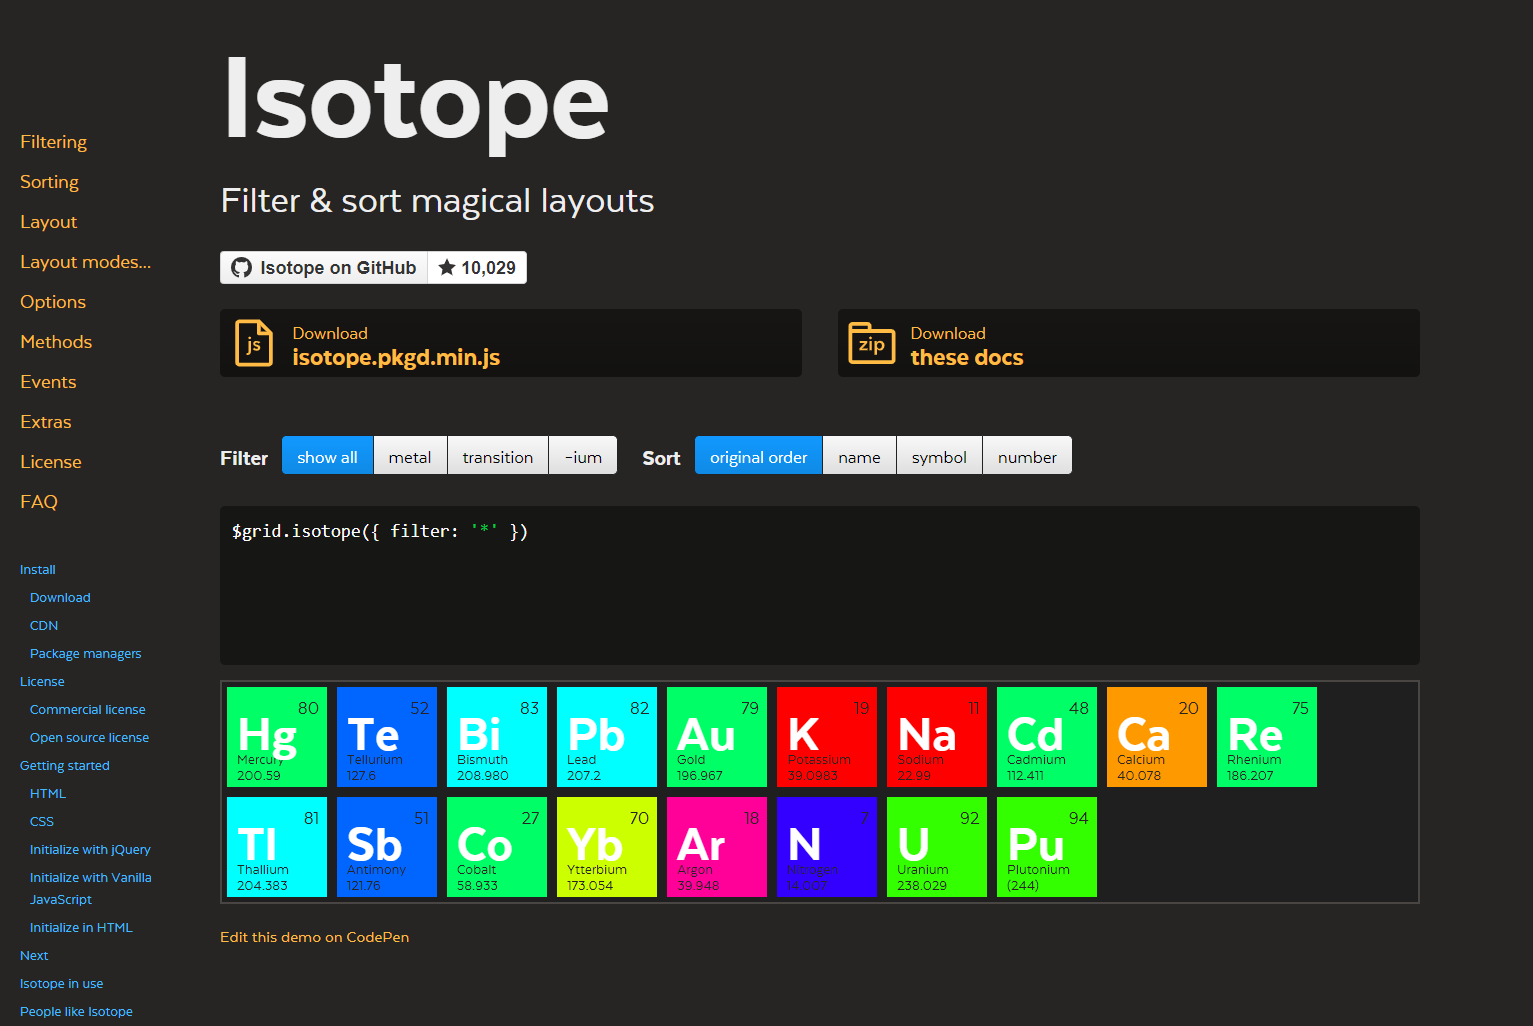 Isotope
Filter & sort magical layouts
Isotope on GitHub
10,029
js
Download
isotope.pkgd.min.js
zip
Download
these docs
Filtering
Sorting
Layout
Layout modes...
Options
Methods
Events
Extras
License
FAQ
Install
Download
CDN
Package managers
License
Commercial license
Open source license
Getting started
HTML
CSS
Initialize with jQuery
Initialize with Vanilla
JavaScript
Initialize in HTML
Next
Isotope in use
People like Isotope
Filter
show all
metal
transition
-ium
Sort
original order
name
symbol
number
$grid.isotope({ filter: '*' })
80
Hg
Mercury
200.59
52
Te
Tellurium
127.6
83
Bi
Bismuth
208.980
82
Pb
Lead
207.2
79
Au
Gold
196.967
19
K
Potassium
39.0983
11
Na
Sodium
22.99
48
Cd
Cadmium
112.411
20
Ca
Calcium
40.078
75
Re
Rhenium
186.207
81
Tl
Thallium
204.383
51
Sb
Antimony
121.76
27
Co
Cobalt
58.933
70
Yb
Ytterbium
173.054
18
Ar
Argon
39.948
7
N
Nitrogen
14.007
92
U
Uranium
238.029
94
Pu
Plutonium
(244)
Edit this demo on CodePen